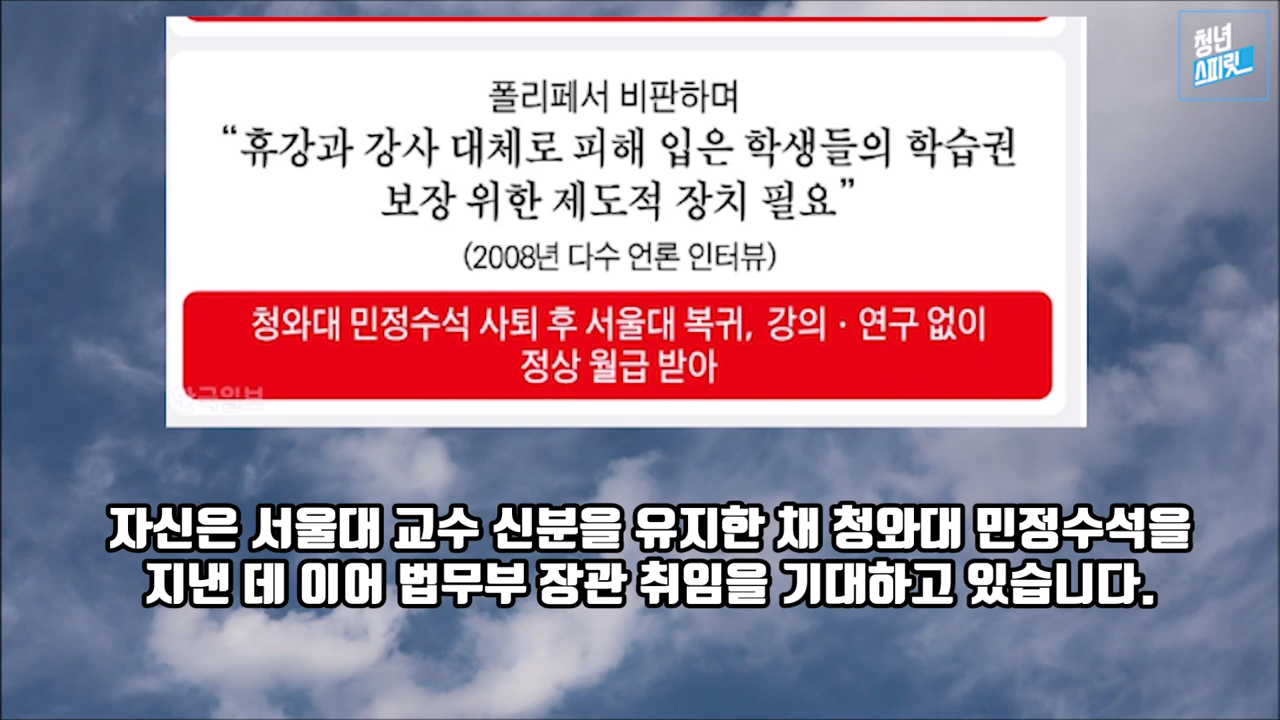 청년
스피릿
폴리페서 비판하며
“휴강과 강사 대체로 피해 입은 학생들의 학습권
보장 위한 제도적 장치 필요”
(2008년 다수 언론 인터뷰)
청와대 민정수석 사퇴 후 서울대 복귀, 강의 · 연구 없이
정상 월급 받아
한국일보
자신은 서울대 교수 신분을 유지한 채 청와대 민정수석을
지낸 데 이어 법무부 장관 취임을 기대하고 있습니다.